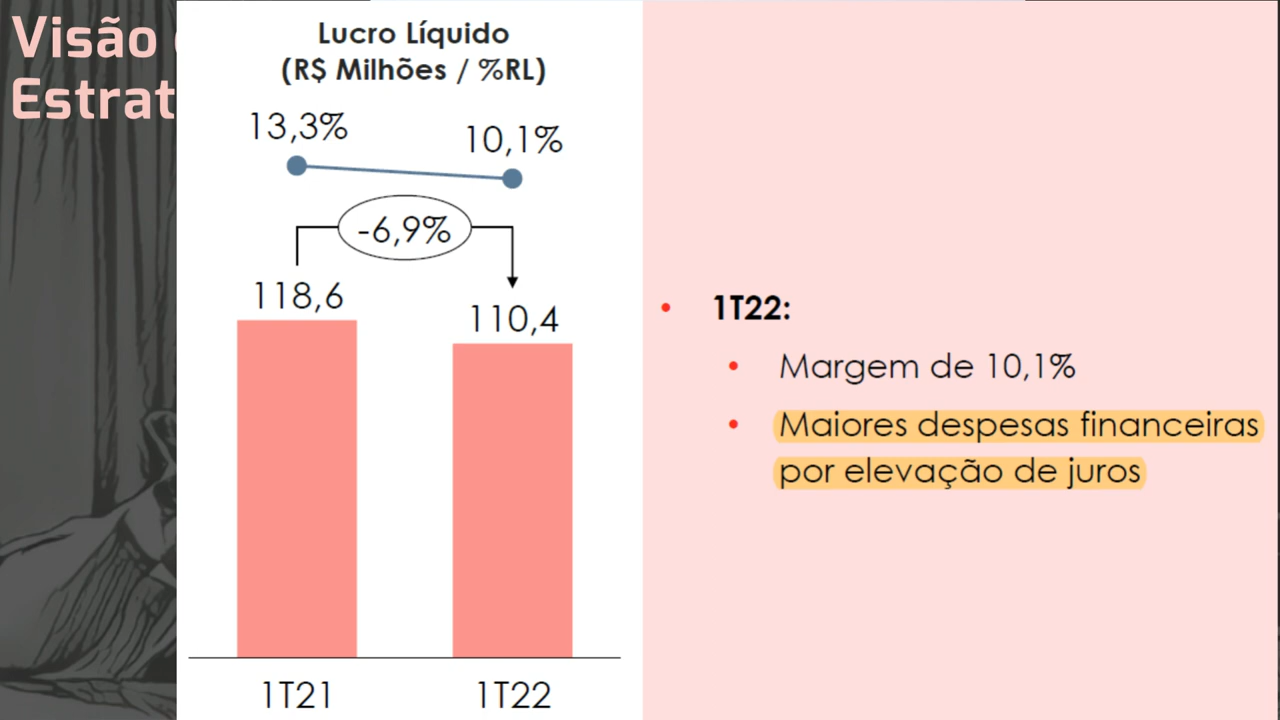 Visão
Estrat
Lucro Líquido
(R$ Milhões / %RL)
13,3%
10,1%
-6,9%
118,6
110,4
1T21
1T22
• 1T22:
• Margem de 10,1%
• Maiores despesas financeiras
por elevação de juros